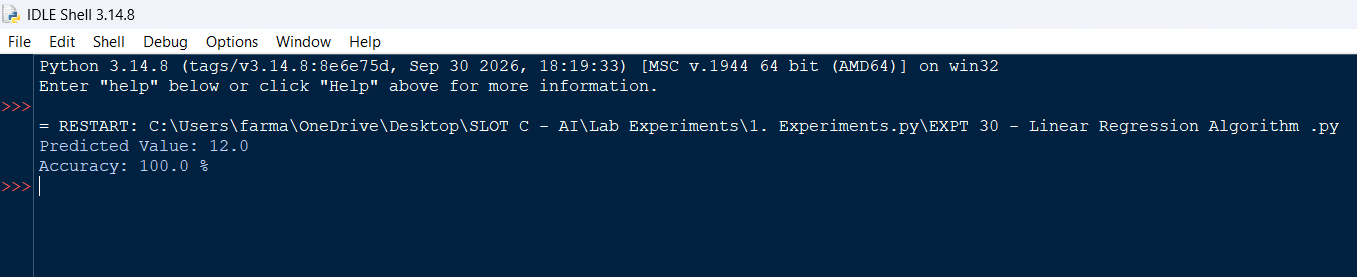 IDLE Shell 3.14.8
File Edit Shell Debug Options Window Help
Python 3.14.8 (tags/v3.14.8:8e6e75d, Sep 30 2026, 18:19:33) [MSC v.1944 64 bit (AMD64)] on win32
Enter "help" below or click "Help" above for more information.
>>>
= RESTART: C:\Users\farma\OneDrive\Desktop\SLOT C - AI\Lab Experiments\1. Experiments.py\EXPT 30 - Linear Regression Algorithm .py
Predicted Value: 12.0
Accuracy: 100.0 %
>>>